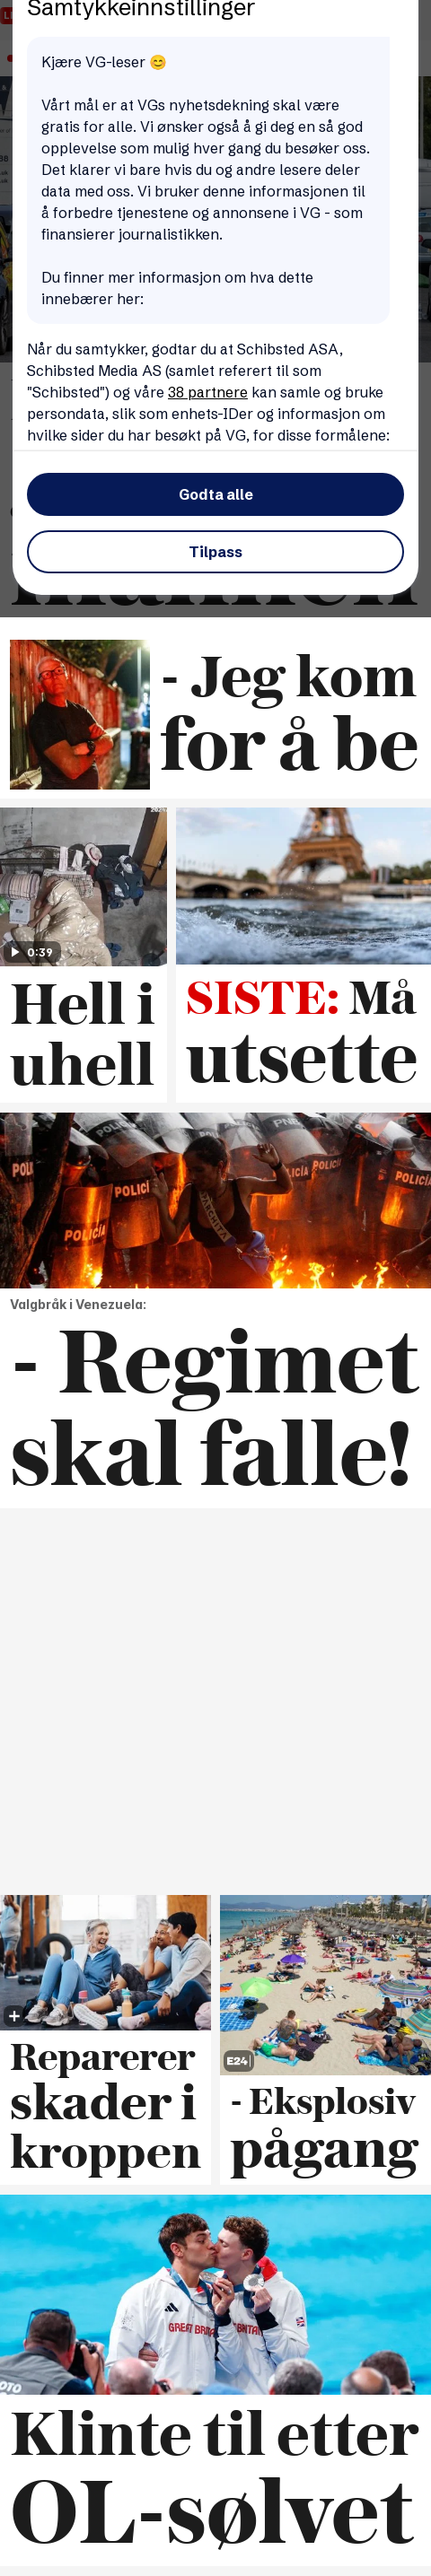 Samtykkeinnstillinger
Kjære VG-leser 😊
Vårt mål er at VGs nyhetsdekning skal være
gratis for alle. Vi ønsker også å gi deg en så god
opplevelse som mulig hver gang du besøker oss.
Det klarer vi bare hvis du og andre lesere deler
data med oss. Vi bruker denne informasjonen til
å forbedre tjenestene og annonsene i VG - som
finansierer journalistikken.
Du finner mer informasjon om hva dette
innebærer her:
Når du samtykker, godtar du at Schibsted ASA,
Schibsted Media AS (samlet referert til som
"Schibsted") og våre 38 partnere kan samle og bruke
persondata, slik som enhets-IDer og informasjon om
hvilke sider du har besøkt på VG, for disse formålene:
Godta alle
Tilpass
- Jeg kom
for å be
0:39
Hell i
uhell
SISTE: Må
utsette
POLICÍA
POLICÍA
POLICÍA
Valgbråk i Venezuela:
- Regimet
skal falle!
Reparerer
skader i
kroppen
E24
- Eksplosiv
pågang
GREAT BRITAIN
Klinte til etter
OL-sølvet